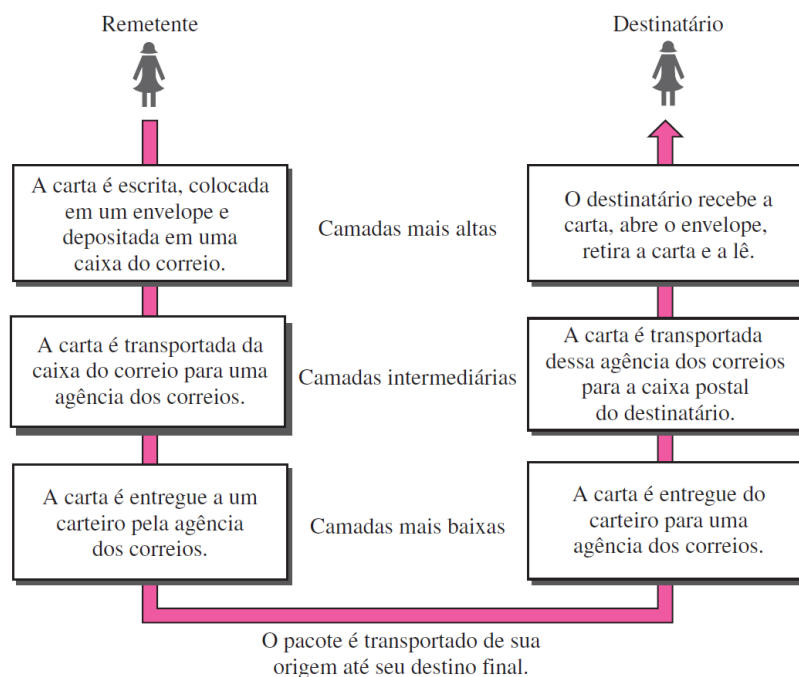 Remetente
Destinatário
A carta é escrita, colocada
em um envelope e
depositada em uma
caixa do correio.
Camadas mais altas
O destinatário recebe a
carta, abre o envelope,
retira a carta e a lê.
A carta é transportada da
caixa do correio para uma
agência dos correios.
Camadas intermediárias
A carta é transportada
dessa agência dos correios
para a caixa postal
do destinatário.
A carta é entregue a um
carteiro pela agência
dos correios.
Camadas mais baixas
A carta é entregue do
carteiro para uma
agência dos correios.
O pacote é transportado de sua
origem até seu destino final.